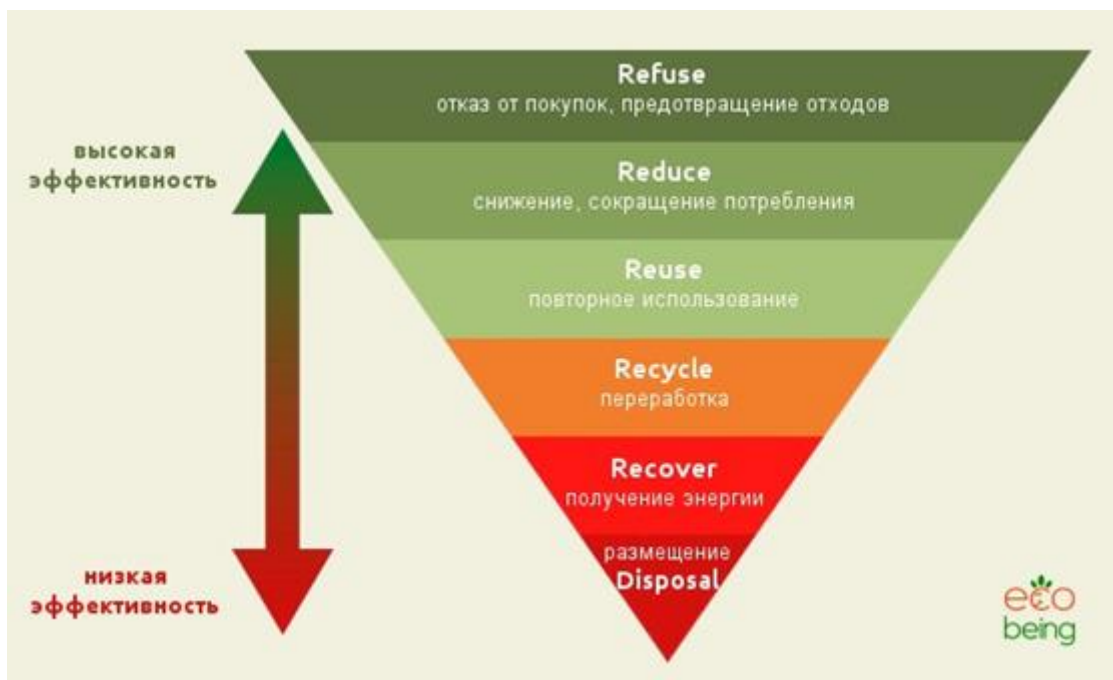 Refuse
отказ от покупок, предотвращение отходов
высокая
эффективность
Reduce
снижение, сокращение потребления
Reuse
повторное использование
Recycle
переработка
Recover
получение энергии
размещение
Disposal
низкая
эффективность
eco
being